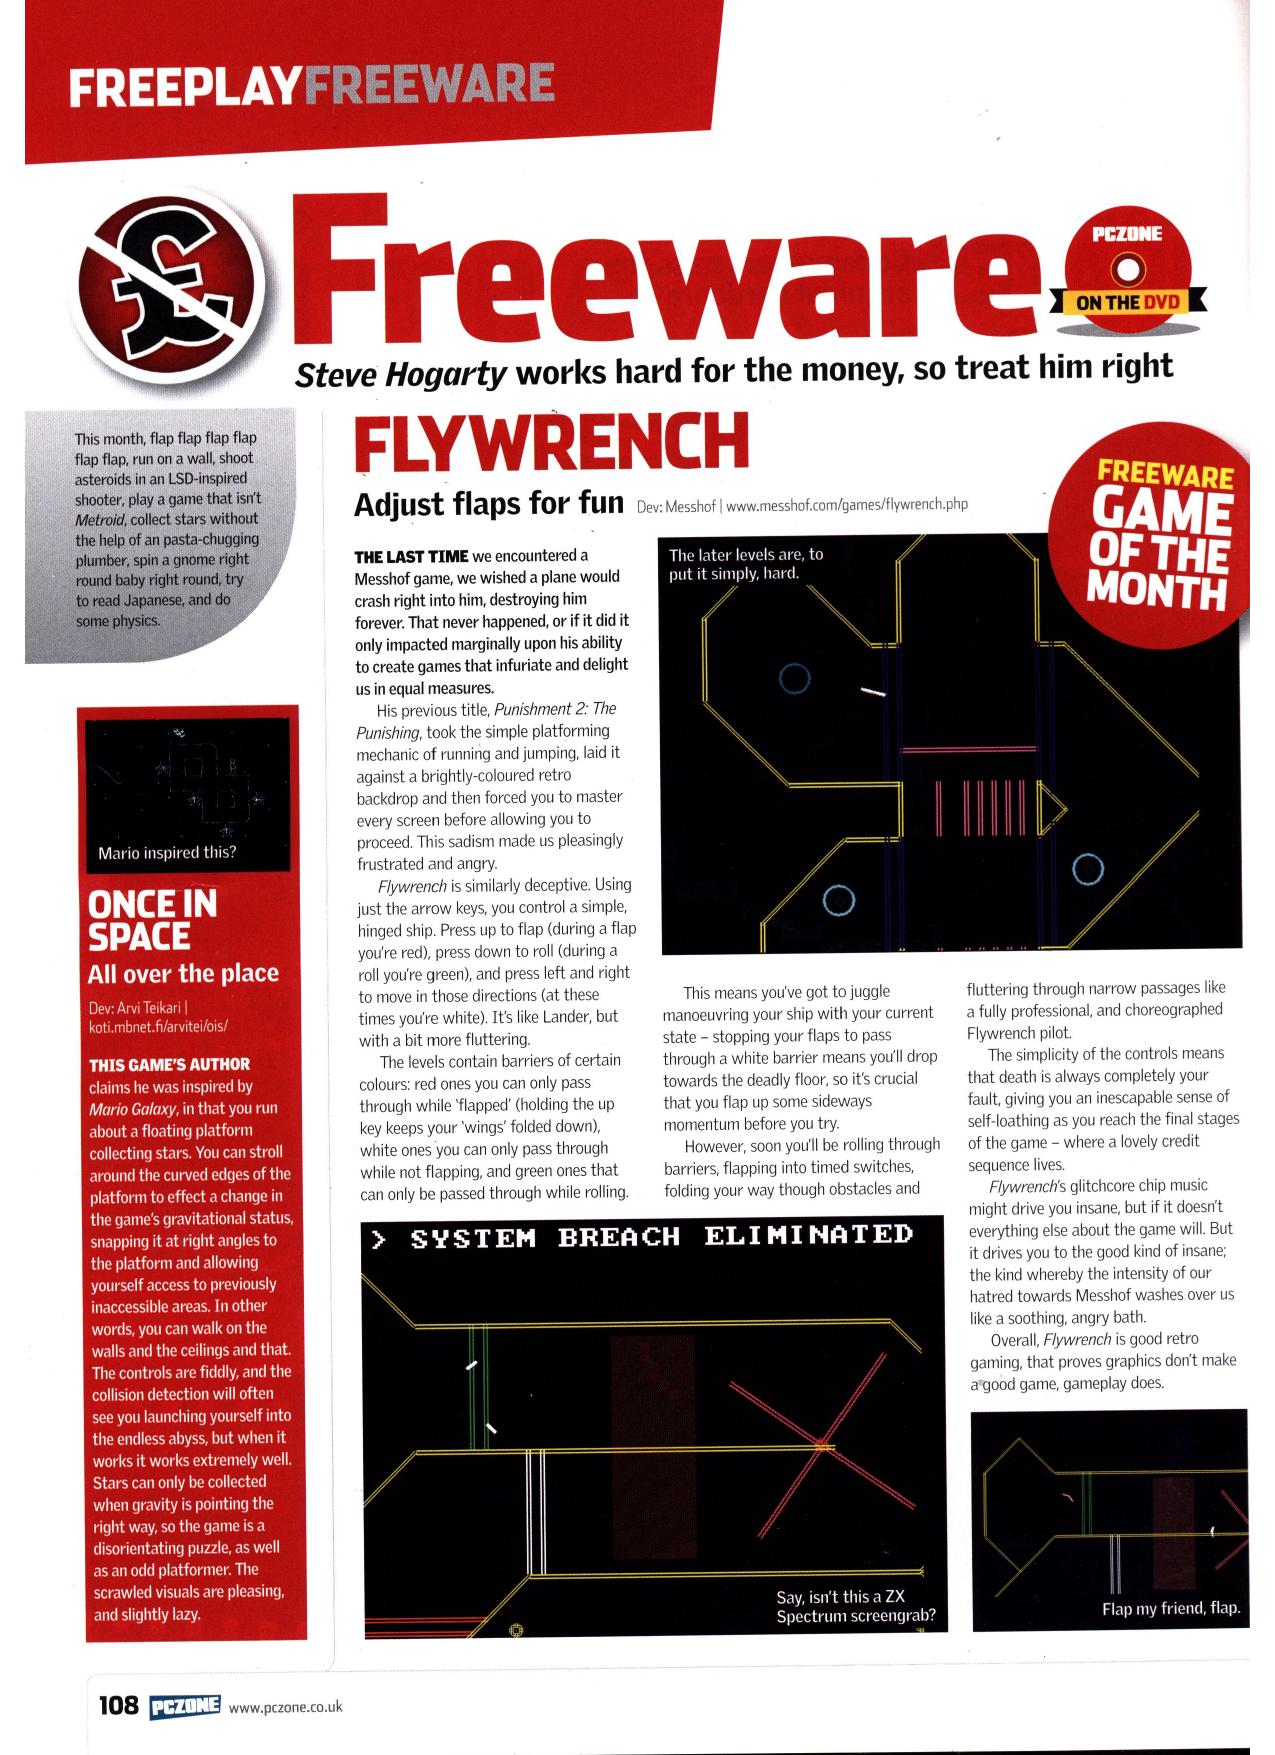 FREEPLAYFREEWARE
Freeware
PCZONE
ON THE DVD
Steve Hogarty works hard for the money, so treat him right
This month, flap flap flap flap
flap flap, run on a wall, shoot
asteroids in an LSD-inspired
shooter, play a game that isn't
Metroid, collect stars without
the help of an pasta-chugging
plumber, spin a gnome right
round baby right round, try
to read Japanese, and do
some physics.
Mario inspired this?
ONCE IN
SPACE
All over the place
Dev: Arvi Teikari |
koti.mbnet.fi/arvitei/ois/
THIS GAME'S AUTHOR
claims he was inspired by
Mario Galaxy, in that you run
about a floating platform
collecting stars. You can stroll
around the curved edges of the
platform to effect a change in
the game's gravitational status,
snapping it at right angles to
the platform and allowing
yourself access to previously
inaccessible areas. In other
words, you can walk on the
walls and the ceilings and that.
The controls are fiddly, and the
collision detection will often
see you launching yourself into
the endless abyss, but when it
works it works extremely well.
Stars can only be collected
when gravity is pointing the
right way, so the game is a
disorientating puzzle, as well
as an odd platformer. The
scrawled visuals are pleasing,
and slightly lazy.
FLYWRENCH
Adjust flaps for fun Dev: Messhof | www.messhof.com/games/flywrench.php
FREEWARE
GAME
OF THE
MONTH
THE LAST TIME we encountered a
Messhof game, we wished a plane would
crash right into him, destroying him
forever. That never happened, or if it did it
only impacted marginally upon his ability
to create games that infuriate and delight
us in equal measures.
His previous title, Punishment 2: The
Punishing, took the simple platforming
mechanic of running and jumping, laid it
against a brightly-coloured retro
backdrop and then forced you to master
every screen before allowing you to
proceed. This sadism made us pleasingly
frustrated and angry.
Flywrench is similarly deceptive. Using
just the arrow keys, you control a simple,
hinged ship. Press up to flap (during a flap
you're red), press down to roll (during a
roll you're green), and press left and right
to move in those directions (at these
times you're white). It's like Lander, but
with a bit more fluttering.
The levels contain barriers of certain
colours: red ones you can only pass
through while 'flapped' (holding the up
key keeps your 'wings' folded down),
white ones you can only pass through
while not flapping, and green ones that
can only be passed through while rolling.
The later levels are, to
put it simply, hard.
This means you've got to juggle
manoeuvring your ship with your current
state – stopping your flaps to pass
through a white barrier means you'll drop
towards the deadly floor, so it's crucial
that you flap up some sideways
momentum before you try.
However, soon you'll be rolling through
barriers, flapping into timed switches,
folding your way though obstacles and
fluttering through narrow passages like
a fully professional, and choreographed
Flywrench pilot.
The simplicity of the controls means
that death is always completely your
fault, giving you an inescapable sense of
self-loathing as you reach the final stages
of the game – where a lovely credit
sequence lives.
Flywrench's glitchcore chip music
might drive you insane, but if it doesn't
everything else about the game will. But
it drives you to the good kind of insane;
the kind whereby the intensity of our
hatred towards Messhof washes over us
like a soothing, angry bath.
Overall, Flywrench is good retro
gaming, that proves graphics don't make
a good game, gameplay does.
> SYSTEM BREACH ELIMINATED
Say, isn't this a ZX
Spectrum screengrab?
Flap my friend, flap.
108 PCZONE www.pczone.co.uk